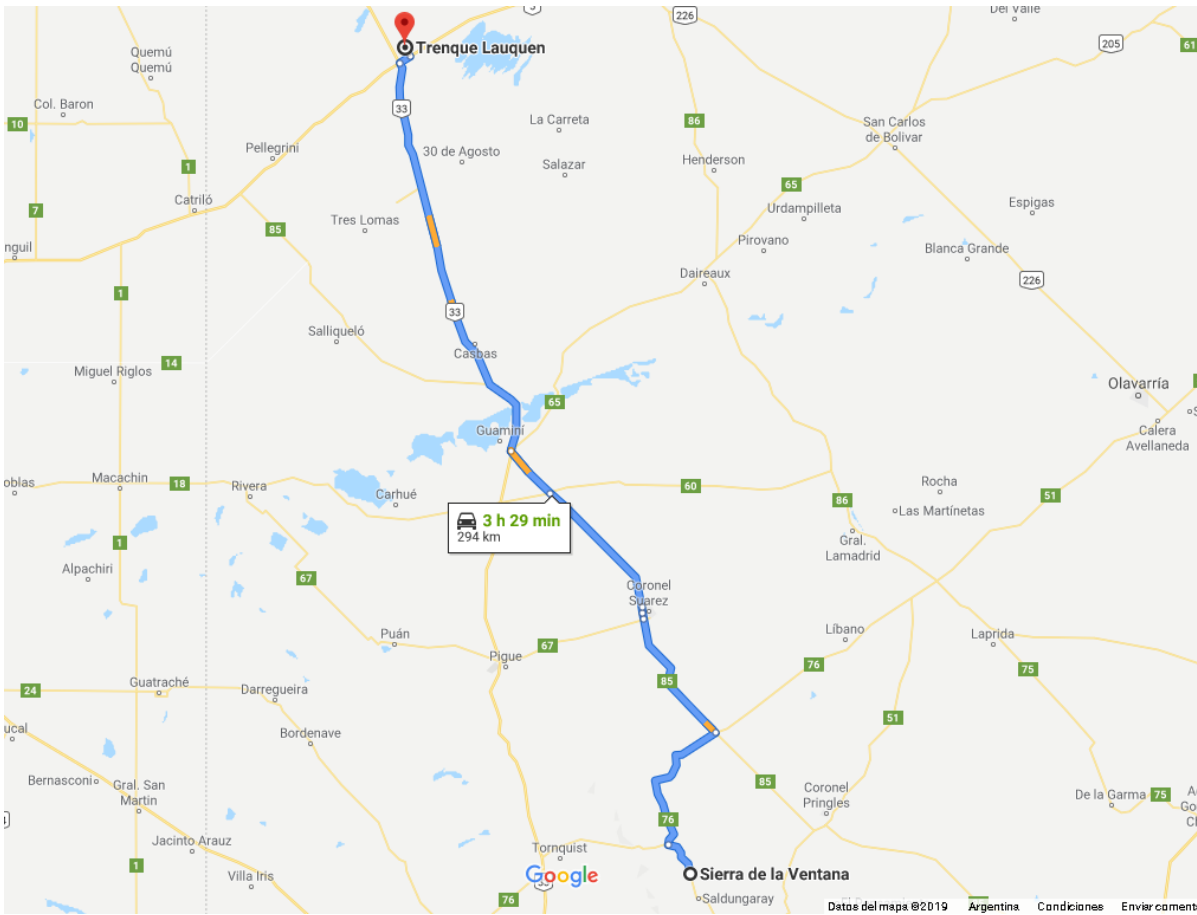 5
226
Del Valle
Trenque Lauquen
205
61
Quemú
Quemú
Col. Baron
33
10
La Carreta
86
San Carlos
de Bolivar
Pellegrini
30 de Agosto
1
Salazar
Henderson
65
Catriló
7
Urdampilleta
Espigas
Tres Lomas
85
nguil
Pirovano
Blanca Grande
Daireaux
226
1
33
Salliqueló
Casbas
14
Miguel Riglos
Olavarría
65
Guaminí
Calera
Avellaneda
oblas
Macachin
18
Rivera
Carhué
60
Rocha
51
86
Las Martinetas
3 h 29 min
294 km
Gral.
Lamadrid
1
Alpachiri
67
Coronel
Suarez
Puán
67
Líbano
Laprida
Pigue
76
75
85
24
Guatraché
Darregueira
51
ucal
Bordenave
Bernasconi
Gral. San
Martin
85
Coronel
Pringles
De la Garma
75
76
Jacinto Arauz
Tornquist
1
Villa Iris
Google
33
Sierra de la Ventana
76
Saldungaray
Datos del mapa ©2019
Argentina
Condiciones
Enviar coment